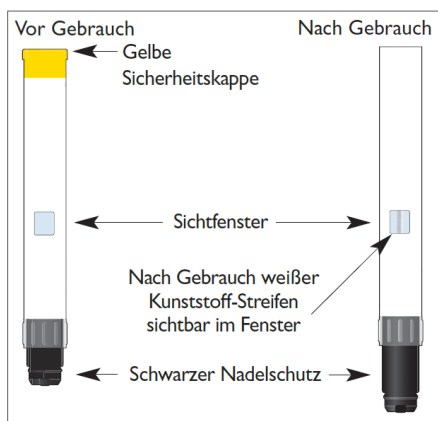 Vor Gebrauch
Nach Gebrauch
Gelbe
Sicherheitskappe
Sichtfenster
Nach Gebrauch weißer
Kunststoff-Streifen
sichtbar im Fenster
Schwarzer Nadelschutz